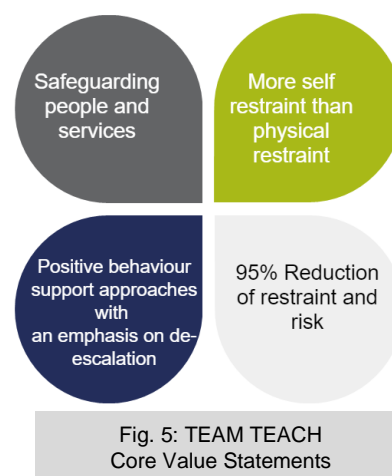 Safeguarding
people and
services
More self
restraint than
physical
restraint
Positive behaviour
support approaches
with
an emphasis on de-
escalation
95% Reduction
of restraint and
risk
Fig. 5: TEAM TEACH
Core Value Statements